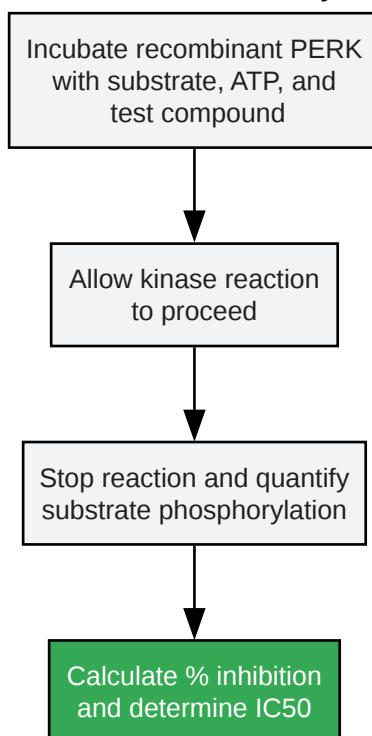 Incubate recombinant PERK
with substrate, ATP, and
test compound
Allow kinase reaction
to proceed
Stop reaction and quantify
substrate phosphorylation
Calculate % inhibition
and determine IC50